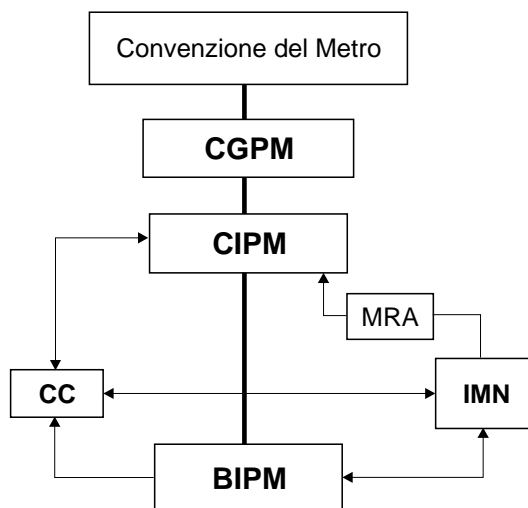 Convenzione del Metro
CGPM
CIPM
MRA
CC
IMN
BIPM